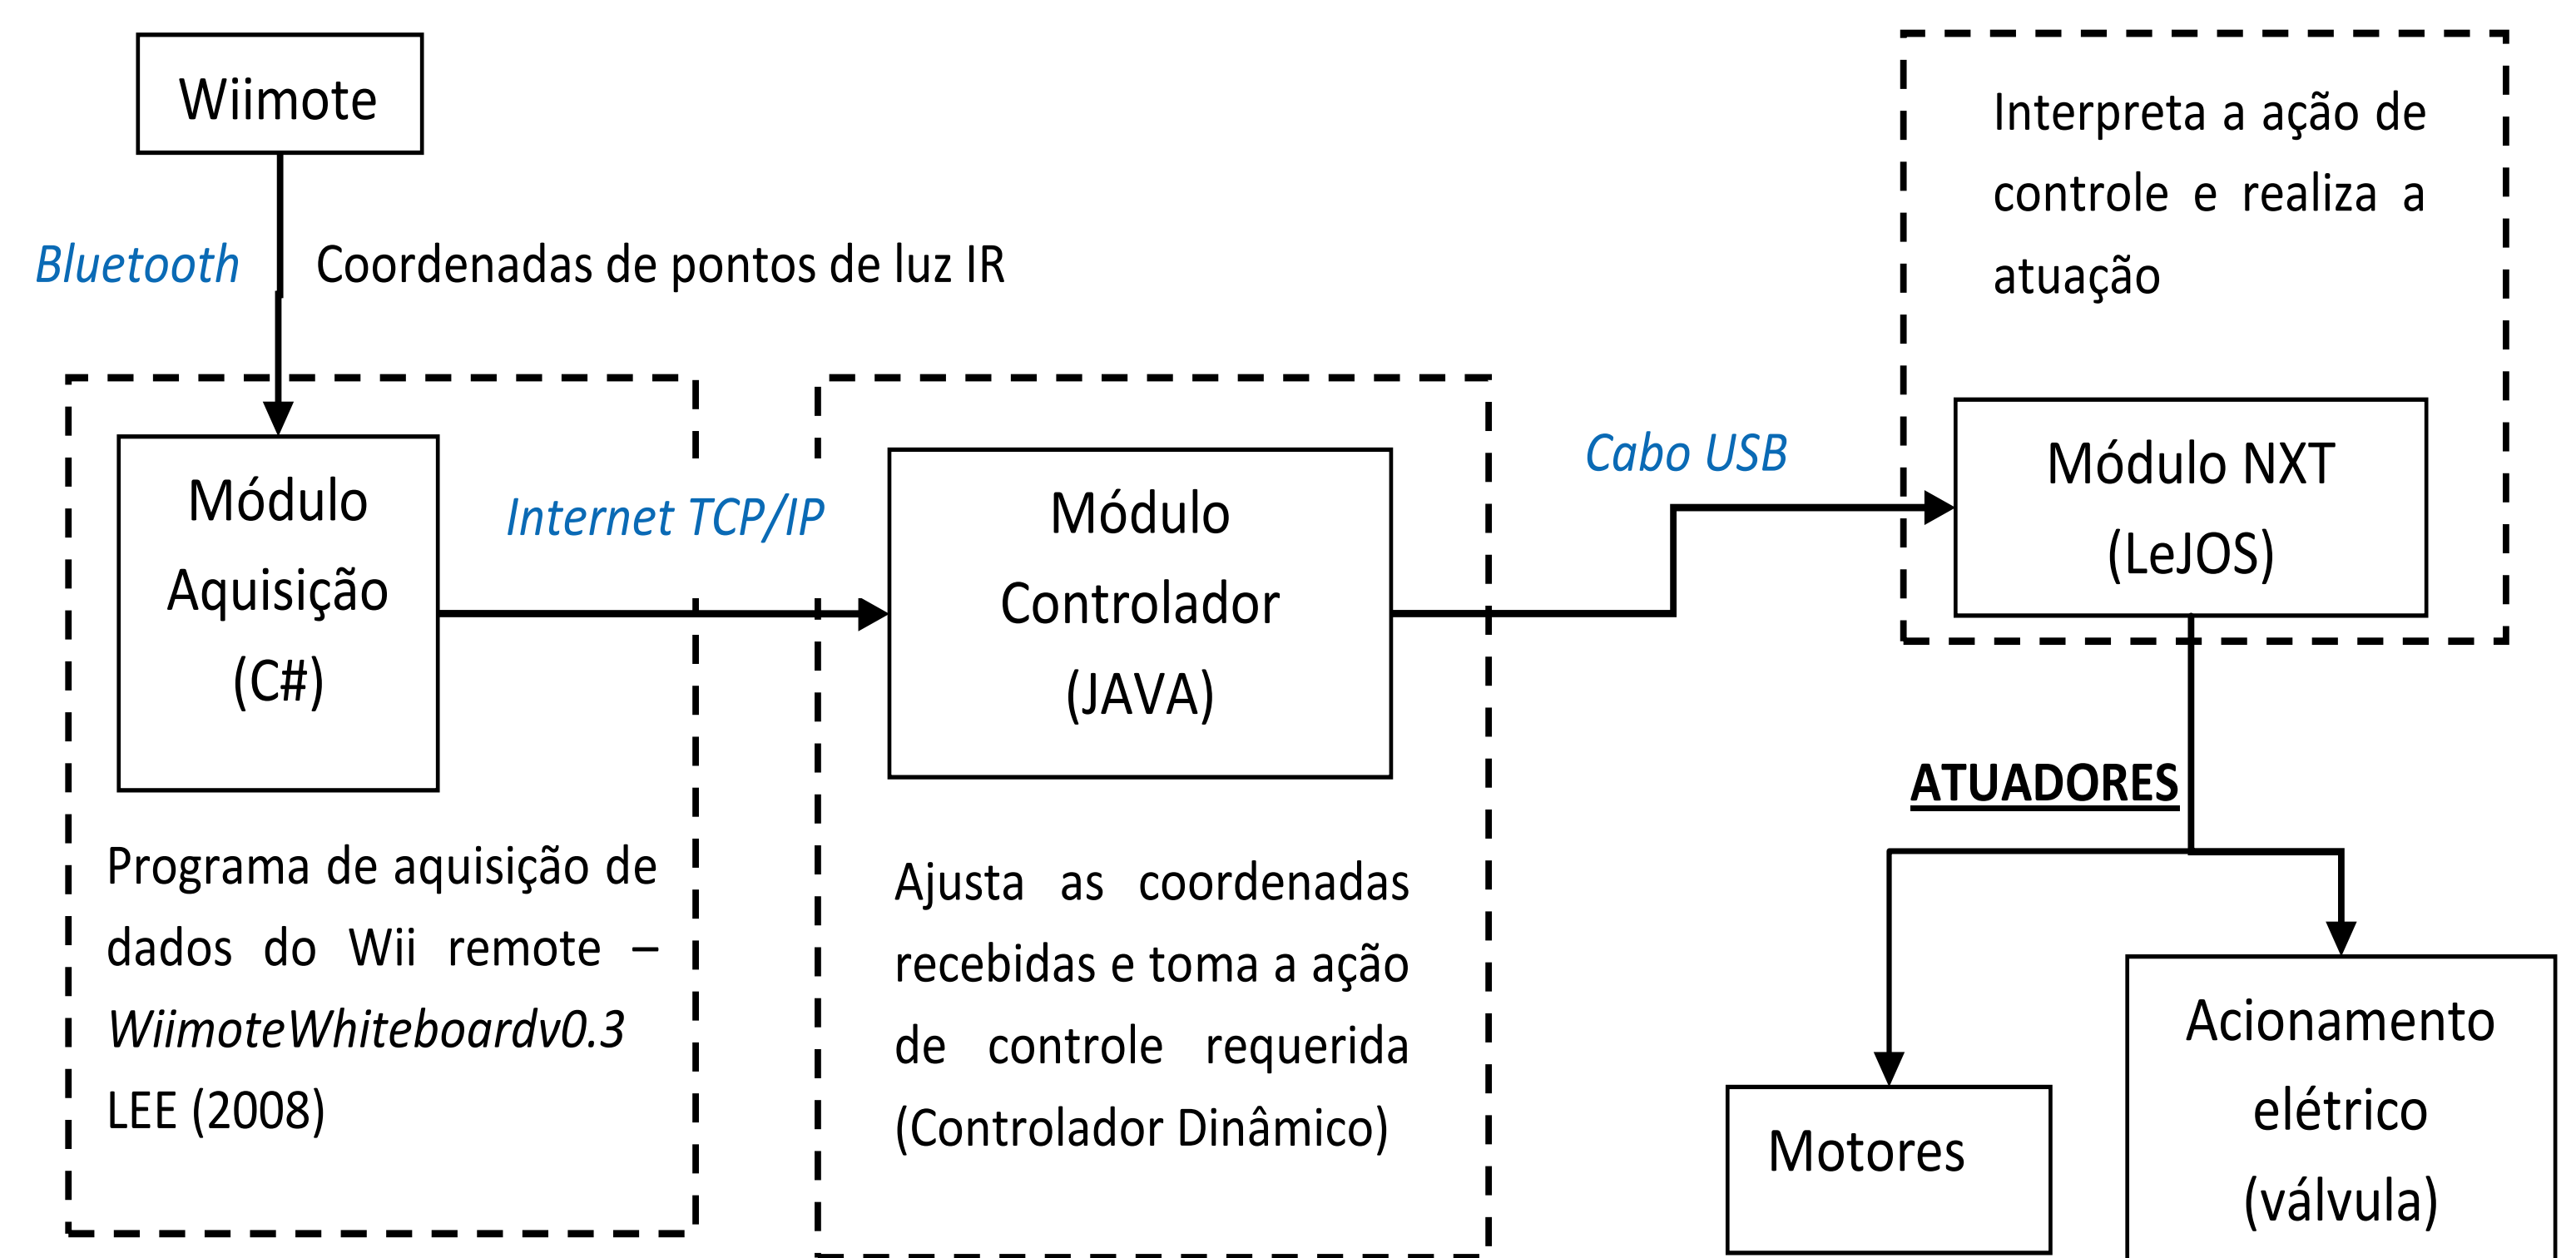 Wiimote
Bluetooth
Coordenadas de pontos de luz IR
Módulo
Aquisição
(C#)
Programa de aquisição de
dados do Wii remote –
WiimoteWhiteboardv0.3
LEE (2008)
Internet TCP/IP
Módulo
Controlador
(JAVA)
Ajusta as coordenadas
recebidas e toma a ação
de controle requerida
(Controlador Dinâmico)
Cabo USB
Interpreta a ação de
controle e realiza a
atuação
Módulo NXT
(LeJOS)
ATUADORES
Motores
Acionamento
elétrico
(válvula)